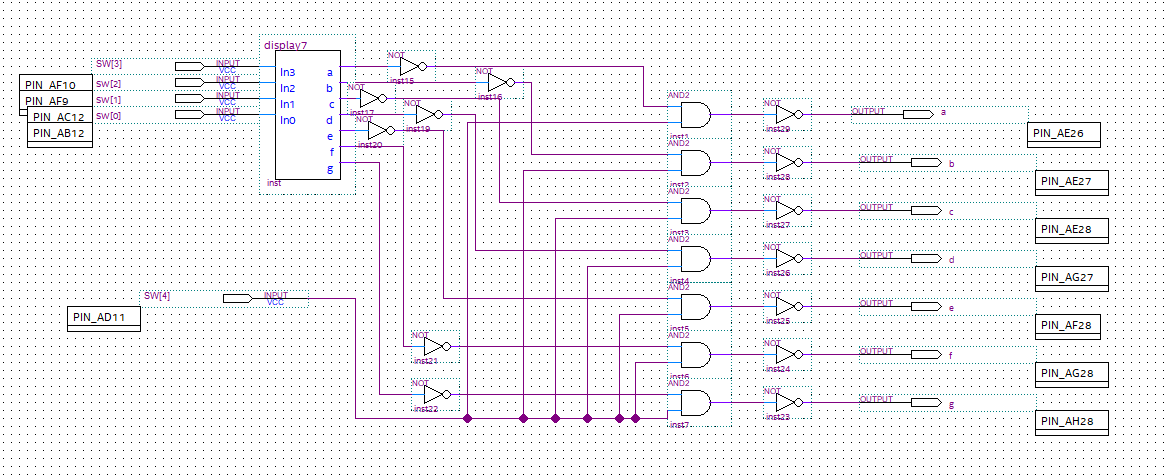 display7
SW[3] INPUT VCC
SW[2] INPUT VCC
SW[1] INPUT VCC
SW[0] INPUT VCC
PIN_AF10
PIN_AF9
PIN_AC12
PIN_AB12
In3 a
In2 b
In1 c
In0 d
e
f
g
inst
NOT inst15
NOT inst16
NOT inst17
NOT inst19
NOT inst20
AND2 inst1 NOT inst29 OUTPUT a
PIN_AE26
AND2 inst2 NOT inst28 OUTPUT b
PIN_AE27
AND2 inst3 NOT inst27 OUTPUT c
PIN_AE28
AND2 inst4 NOT inst26 OUTPUT d
PIN_AG27
SW[4] INPUT VCC
PIN_AD11
AND2 inst5 NOT inst25 OUTPUT e
PIN_AF28
NOT inst21
AND2 inst6 NOT inst24 OUTPUT f
PIN_AG28
NOT inst22
AND2 inst7 NOT inst23 OUTPUT g
PIN_AH28